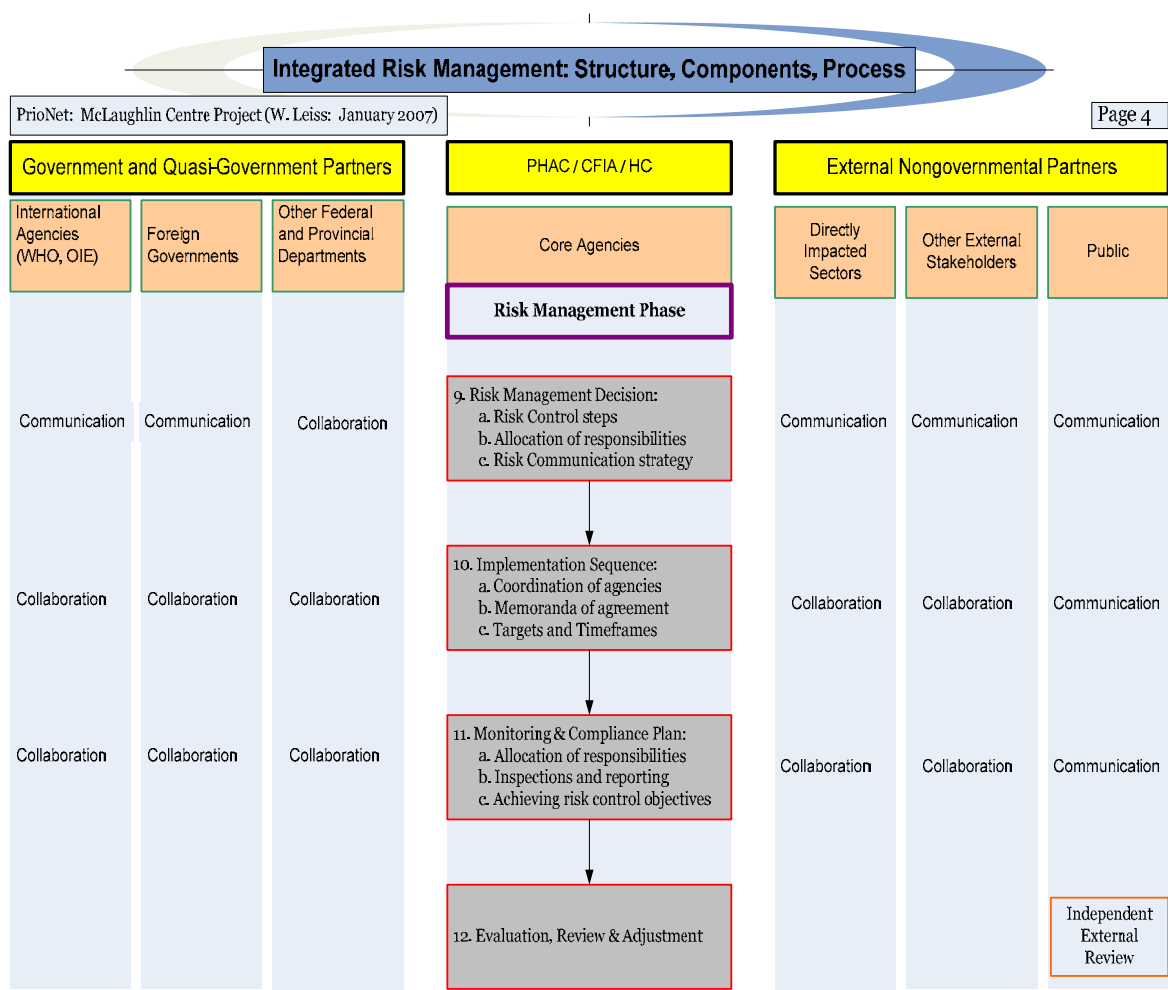 Integrated Risk Management: Structure, Components, Process
PrioNet: McLaughlin Centre Project (W. Leiss: January 2007)
Page 4
Government and Quasi-Government Partners
PHAC / CFIA / HC
External Nongovernmental Partners
International
Agencies
(WHO, OIE)
Foreign
Governments
Other Federal
and Provincial
Departments
Core Agencies
Directly
Impacted
Sectors
Other External
Stakeholders
Public
Risk Management Phase
Communication
Communication
Collaboration
9. Risk Management Decision:
a. Risk Control steps
b. Allocation of responsibilities
c. Risk Communication strategy
Communication
Communication
Communication
Collaboration
Collaboration
Collaboration
10. Implementation Sequence:
a. Coordination of agencies
b. Memoranda of agreement
c. Targets and Timeframes
Collaboration
Collaboration
Communication
Collaboration
Collaboration
Collaboration
11. Monitoring & Compliance Plan:
a. Allocation of responsibilities
b. Inspections and reporting
c. Achieving risk control objectives
Collaboration
Collaboration
Communication
12. Evaluation, Review & Adjustment
Independent
External
Review